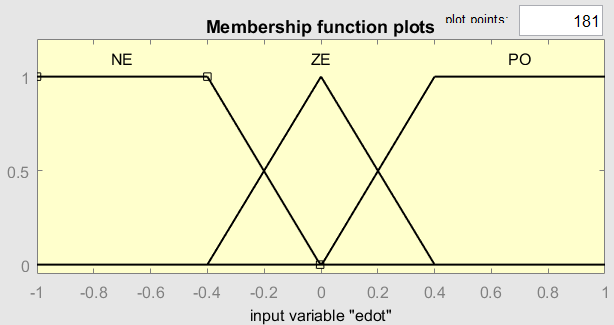 Membership function plots plot points: 181
NE ZE PO
1
0.5
0
-1 -0.8 -0.6 -0.4 -0.2 0 0.2 0.4 0.6 0.8 1
input variable "edot"